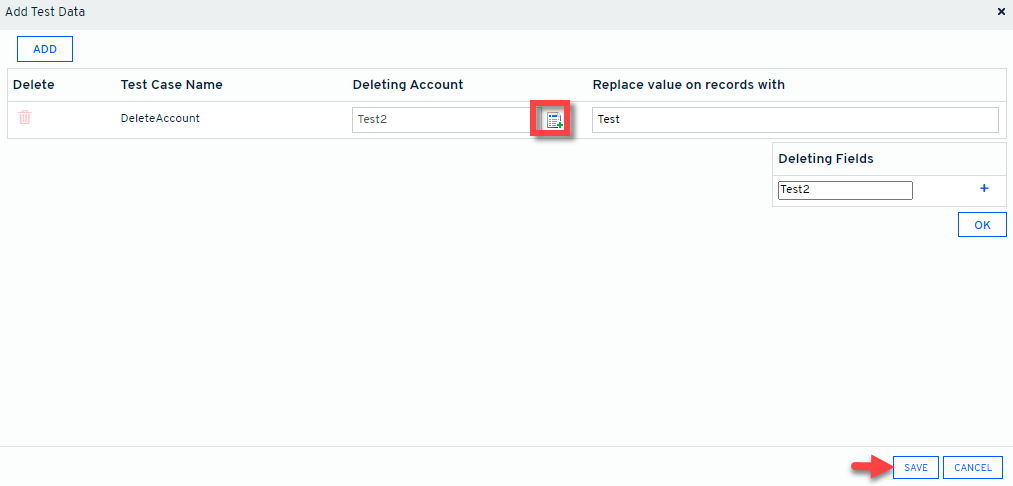 Add Test Data
ADD
Delete Test Case Name Deleting Account Replace value on records with
DeleteAccount Test2 Test
Deleting Fields
Test2 +
OK
SAVE CANCEL